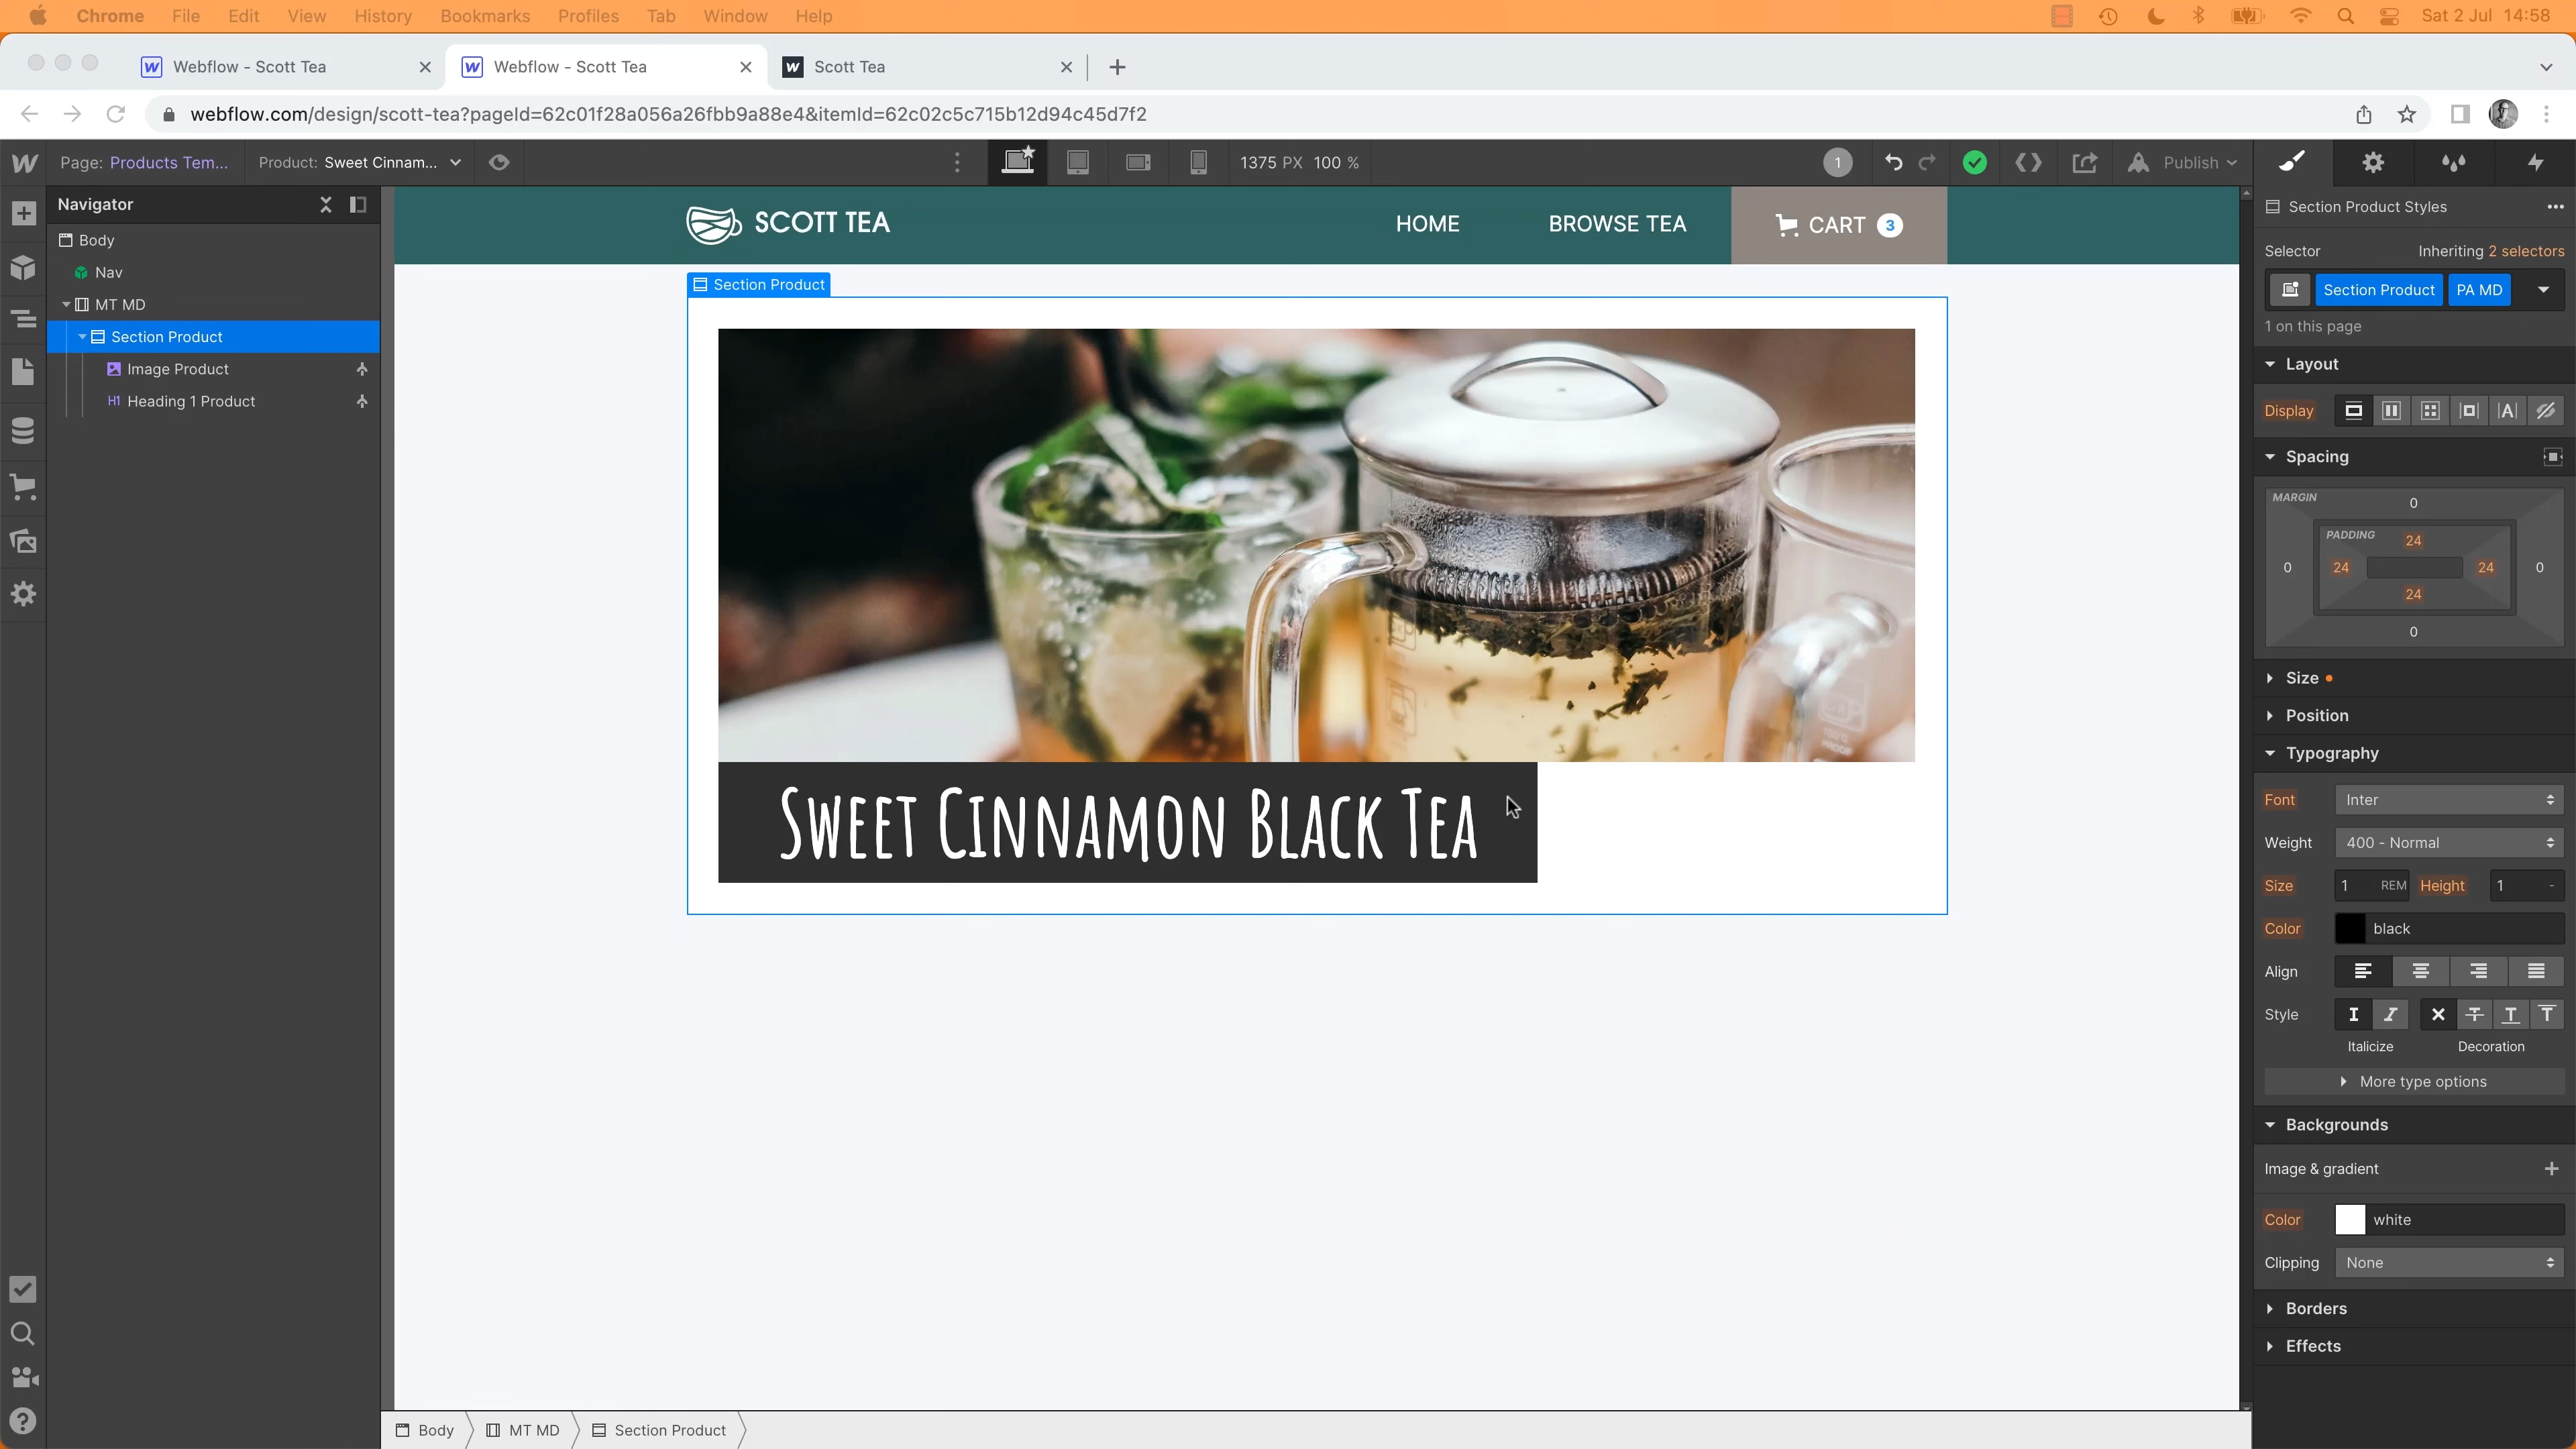 Chrome File Edit View History Bookmarks Profiles Tab Window Help Sat 2 Jul 14:58
Webflow - Scott Tea Webflow - Scott Tea Scott Tea
webflow.com/design/scott-tea?pageId=62c01f28a056a26fbb9a88e4&itemId=62c02c5c715b12d94c45d7f2
Page: Products Tem... Product: Sweet Cinnam... 1375 PX 100 % 1 Publish
Navigator
Body
Nav
MT MD
Section Product
Image Product
H1 Heading 1 Product
SCOTT TEA HOME BROWSE TEA CART 3
Section Product
Sweet Cinnamon Black Tea
Section Product Styles
Selector Inheriting 2 selectors
Section Product PA MD
1 on this page
Layout
Display
Spacing
MARGIN 0
PADDING 24
0 24 24 0
24
0
Size
Position
Typography
Font Inter
Weight 400 - Normal
Size 1 REM Height 1 -
Color black
Align
Style
Italicize Decoration
More type options
Backgrounds
Image & gradient
Color white
Clipping None
Borders
Effects
Body MT MD Section Product